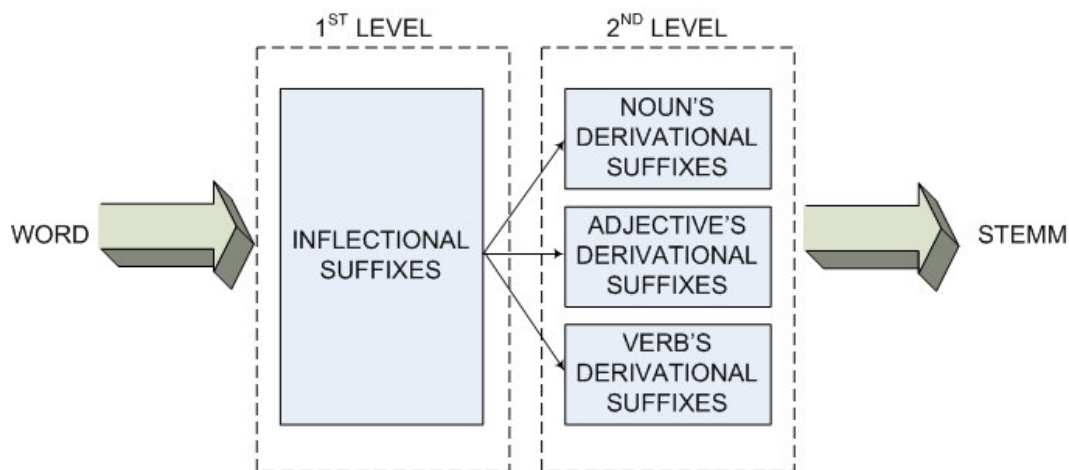 1ST LEVEL
2ND LEVEL
WORD
INFLECTIONAL
SUFFIXES
NOUN'S
DERIVATIONAL
SUFFIXES
ADJECTIVE'S
DERIVATIONAL
SUFFIXES
VERB'S
DERIVATIONAL
SUFFIXES
STEMM